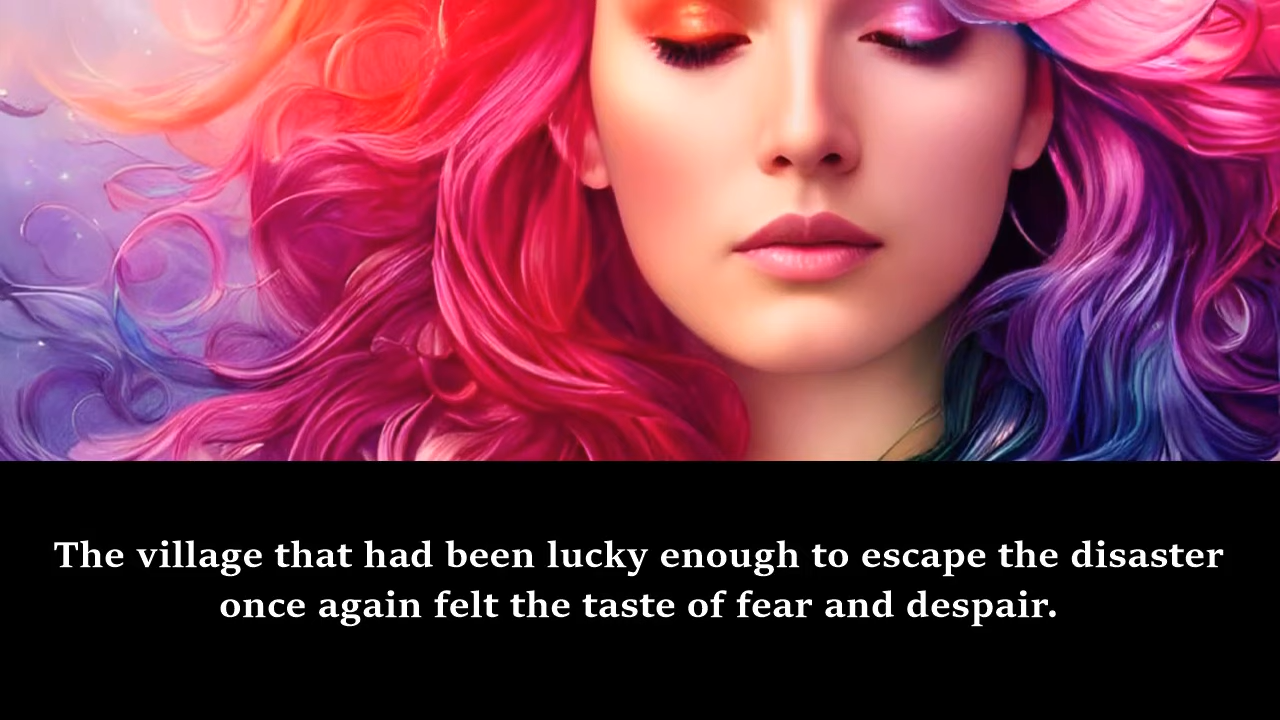 The village that had been lucky enough to escape the disaster
once again felt the taste of fear and despair.